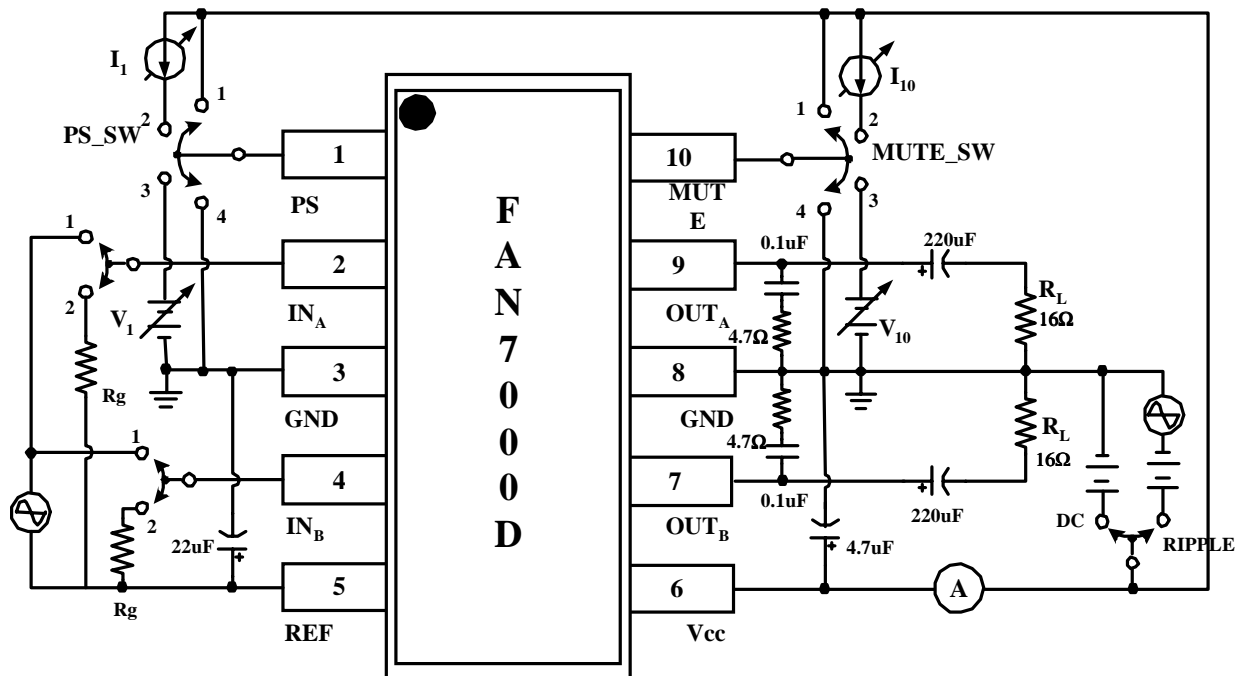 I1
1
2
PS_SW
3
4
1
PS
1
2
2
INA
V1
Rg
3
GND
1
2
4
INB
22uF
Rg
5
REF
F
A
N
7
0
0
0
D
I10
1
2
MUTE_SW
10
MUT
E
3
4
9
OUTA
0.1uF
220uF
4.7Ω
V10
RL
16Ω
8
GND
4.7Ω
RL
16Ω
7
OUTB
0.1uF
220uF
DC
RIPPLE
4.7uF
6
Vcc
A